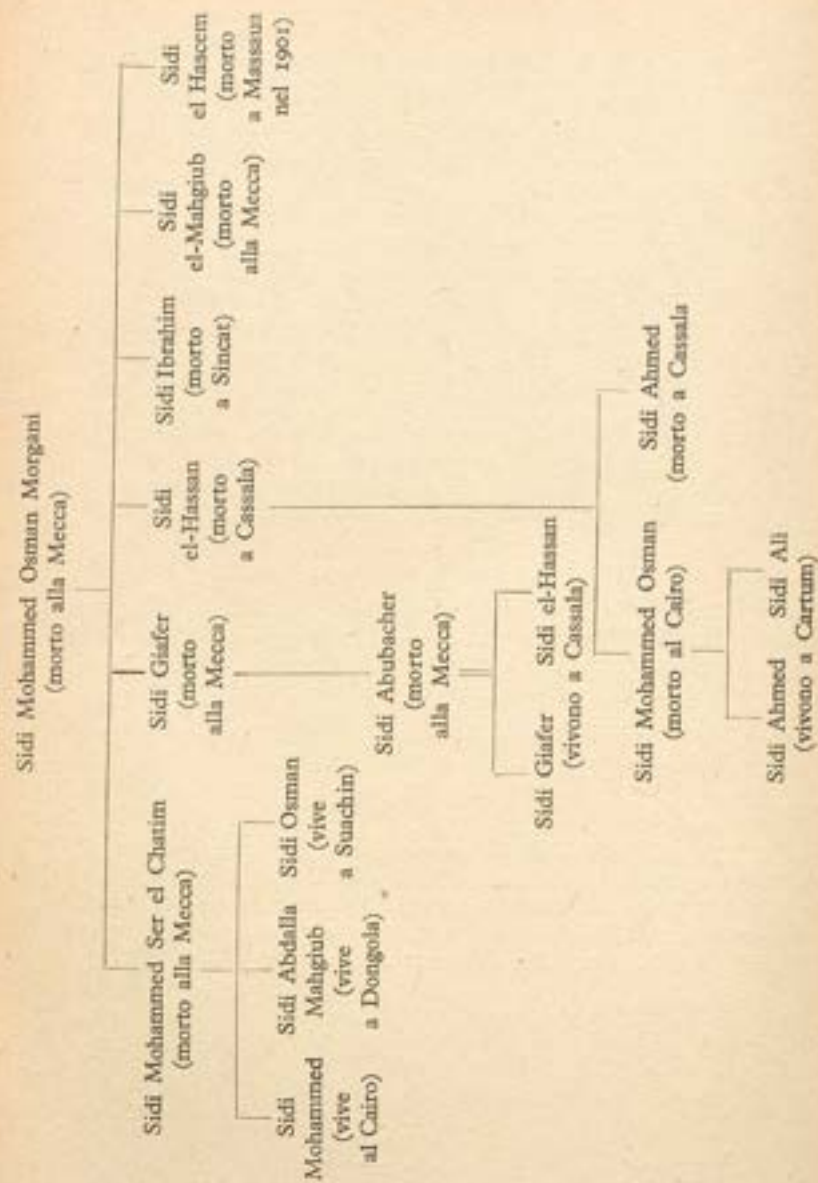 Sidi Mohammed Osman Morgani
(morto alla Mecca)
Sidi Mohammed Ser el Chatim
(morto alla Mecca)
Sidi Giafer
(morto
alla Mecca)
Sidi
el-Hassan
(morto
a Cassala)
Sidi Ibrahim
(morto
a Sincat)
Sidi
el-Mahgiub
(morto
alla Mecca)
Sidi
el Hascem
(morto
a Massaua
nel 1901)
Sidi
Mohammed
(vive
al Cairo)
Sidi Abdalla
Mahgiub
(vive
a Dongola)
Sidi Osman
(vive
a Suachin)
Sidi Abubacher
(morto
alla Mecca)
Sidi Giafer Sidi el-Hassan
(vivono a Cassala)
Sidi Mohammed Osman
(morto al Cairo)
Sidi Ahmed
(morto a Cassala
Sidi Ahmed Sidi Ali
(vivono a Cartum)